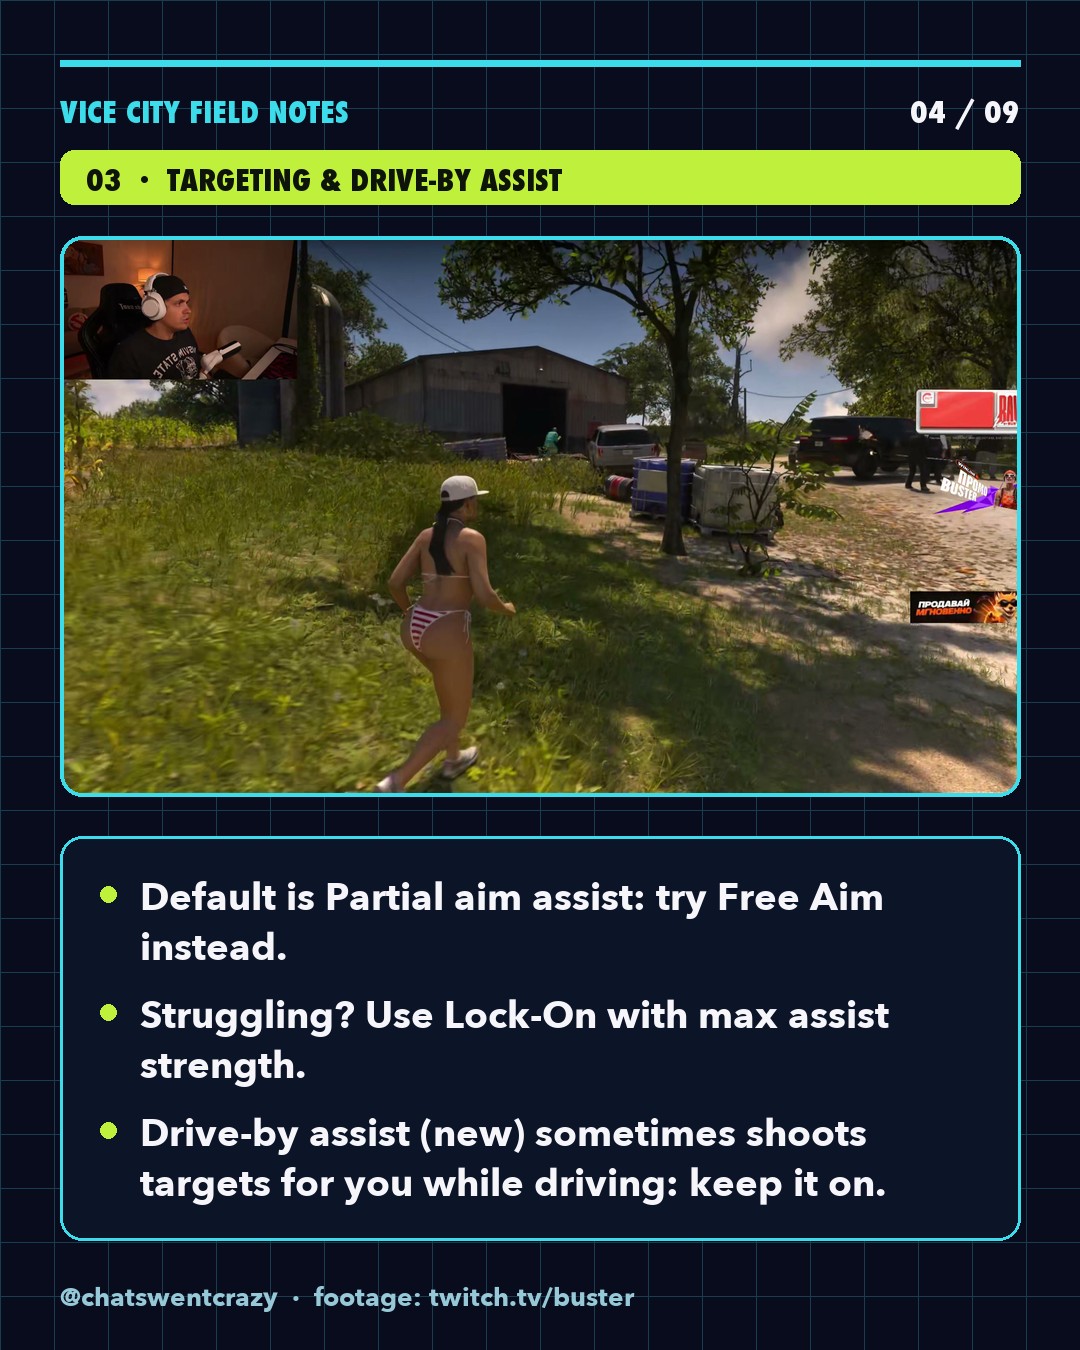 VICE CITY FIELD NOTES
04 / 09
03 · TARGETING & DRIVE-BY ASSIST
ПРОМО
BUSTER
ПРОДАВАЙ
МГНОВЕННО
• Default is Partial aim assist: try Free Aim
instead.
• Struggling? Use Lock-On with max assist
strength.
• Drive-by assist (new) sometimes shoots
targets for you while driving: keep it on.
@chatswentcrazy · footage: twitch.tv/buster